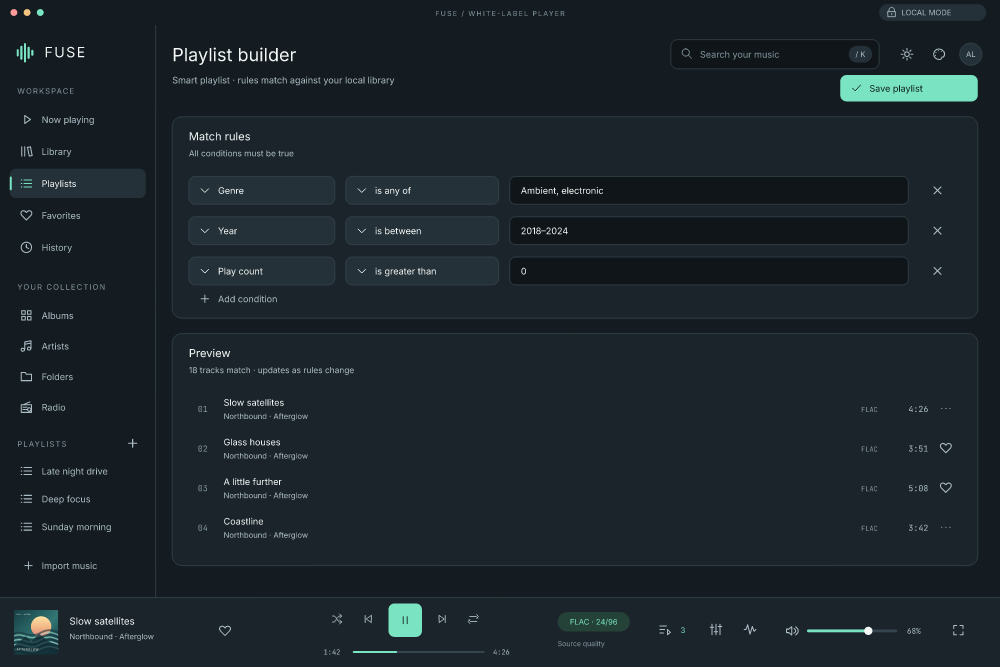 FUSE / WHITE-LABEL PLAYER
LOCAL MODE
FUSE
WORKSPACE
Now playing
Library
Playlists
Favorites
History
YOUR COLLECTION
Albums
Artists
Folders
Radio
PLAYLISTS
Late night drive
Deep focus
Sunday morning
Import music
Playlist builder
Smart playlist · rules match against your local library
Search your music
/ K
AL
Save playlist
Match rules
All conditions must be true
Genre
is any of
Ambient, electronic
Year
is between
2018–2024
Play count
is greater than
0
Add condition
Preview
18 tracks match · updates as rules change
01
Slow satellites
Northbound · Afterglow
FLAC
4:26
02
Glass houses
Northbound · Afterglow
FLAC
3:51
03
A little further
Northbound · Afterglow
FLAC
5:08
04
Coastline
Northbound · Afterglow
FLAC
3:42
Slow satellites
Northbound · Afterglow
1:42
4:26
FLAC · 24/96
Source quality
3
68%